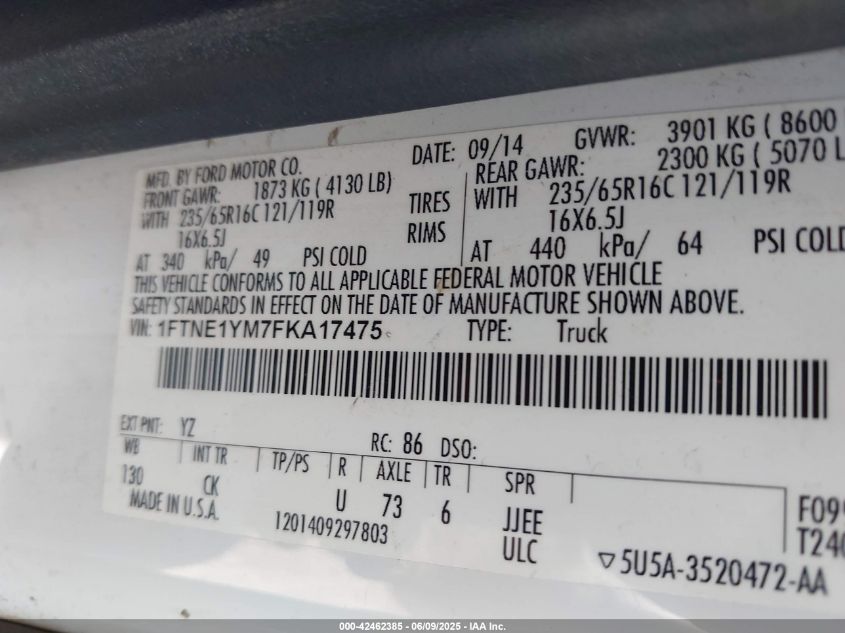 MFD. BY FORD MOTOR CO. DATE: 09/14 GVWR: 3901 KG ( 8600
FRONT GAWR: 1873 KG ( 4130 LB) REAR GAWR: 2300 KG ( 5070 L
WITH 235/65R16C 121/119R TIRES WITH 235/65R16C 121/119R
16X6.5J RIMS 16X6.5J
AT 340 kPa/ 49 PSI COLD AT 440 kPa/ 64 PSI COLD
THIS VEHICLE CONFORMS TO ALL APPLICABLE FEDERAL MOTOR VEHICLE
SAFETY STANDARDS IN EFFECT ON THE DATE OF MANUFACTURE SHOWN ABOVE.
VIN: 1FTNE1YM7FKA17475 TYPE: Truck
EXT PNT: YZ RC: 86 DSO:
WB INT TR TP/PS R AXLE TR SPR
130 CK U 73 6 JJEE F09
MADE IN U.S.A. 1201409297803 ULC T240
▽5U5A-3520472-AA
000-42462385 - 06/09/2025 - IAA Inc.